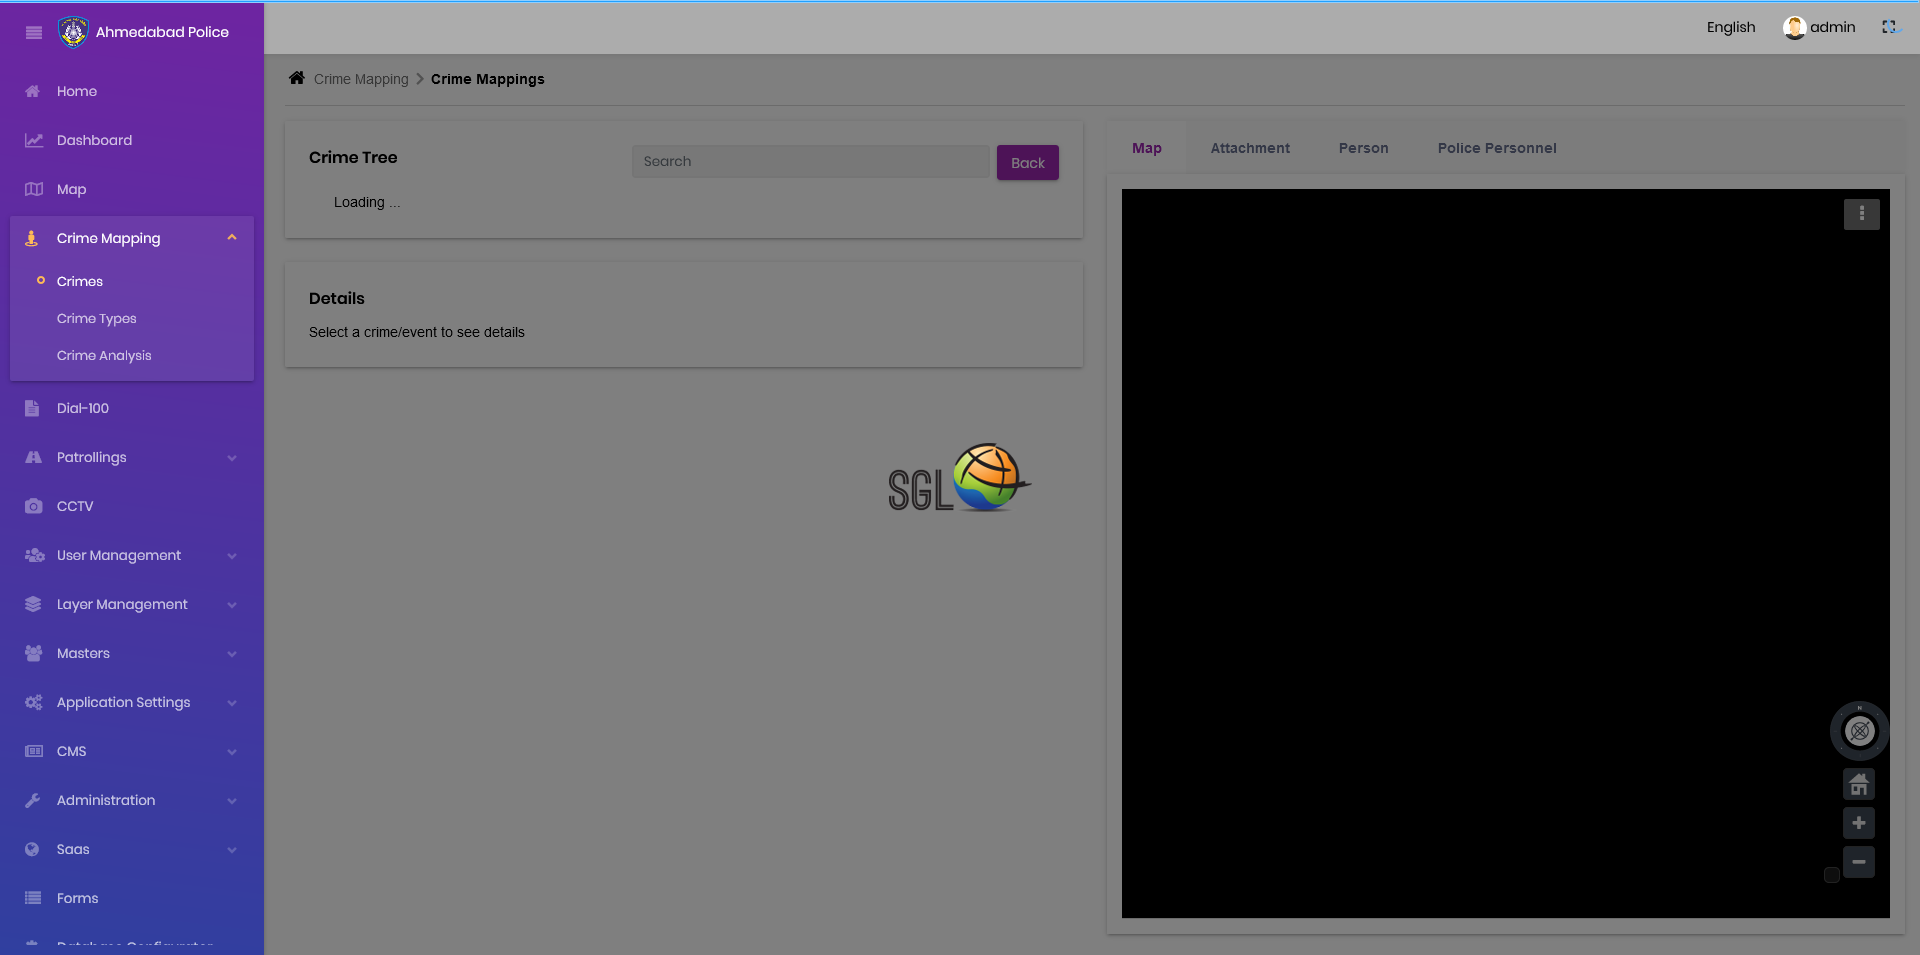 Ahmedabad Police
English
admin
Home
Dashboard
Map
Crime Mapping
Crimes
Crime Types
Crime Analysis
Dial-100
Patrollings
CCTV
User Management
Layer Management
Masters
Application Settings
CMS
Administration
Saas
Forms
Database Configurator
Crime Mapping
Crime Mappings
Crime Tree
Search
Back
Loading ...
Details
Select a crime/event to see details
SGL
Map
Attachment
Person
Police Personnel
N